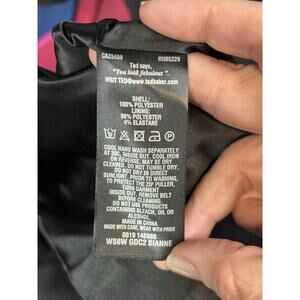 CA25459 RN95229
Ted says,
"You look fabulous".
VISIT TED@WWW.TEDBAKER.COM
SHELL:
100% POLYESTER
LINING:
96% POLYESTER
4% ELASTANE
COOL HAND WASH SEPARATELY
AT 30C. INSIDE OUT. COOL IRON
ON REVERSE. MAY BE DRY
CLEANED. DO NOT TUMBLE DRY.
DO NOT DRY IN DIRECT
SUNLIGHT. PRIOR TO WASHING,
TO PROTECT THE ZIP PULLER,
TURN GARMENT
INSIDE OUT. REMOVE BELT
BEFORE CLEANING.
DO NOT USE PRODUCTS
CONTAINING BLEACH, OIL OR
ALCOHOL.
MADE IN CHINA
MADE WITH CARE, WEAR WITH PRIDE
0819 148966
WS6W GDC2 SIANNE